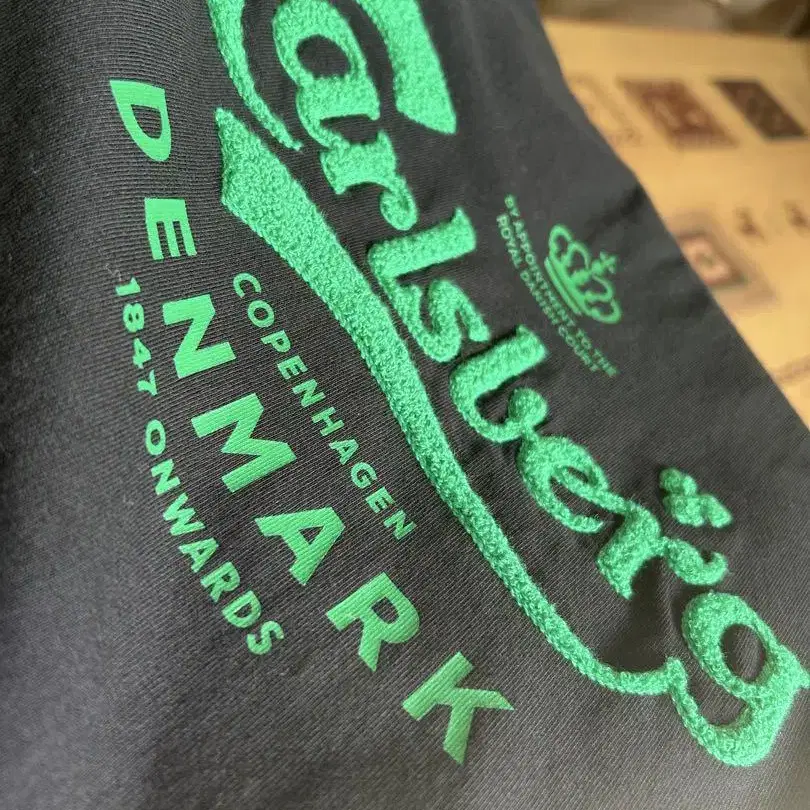 Carlsberg
BY APPOINTMENT TO THE
ROYAL DANISH COURT
COPENHAGEN
DENMARK
1847 ONWARDS